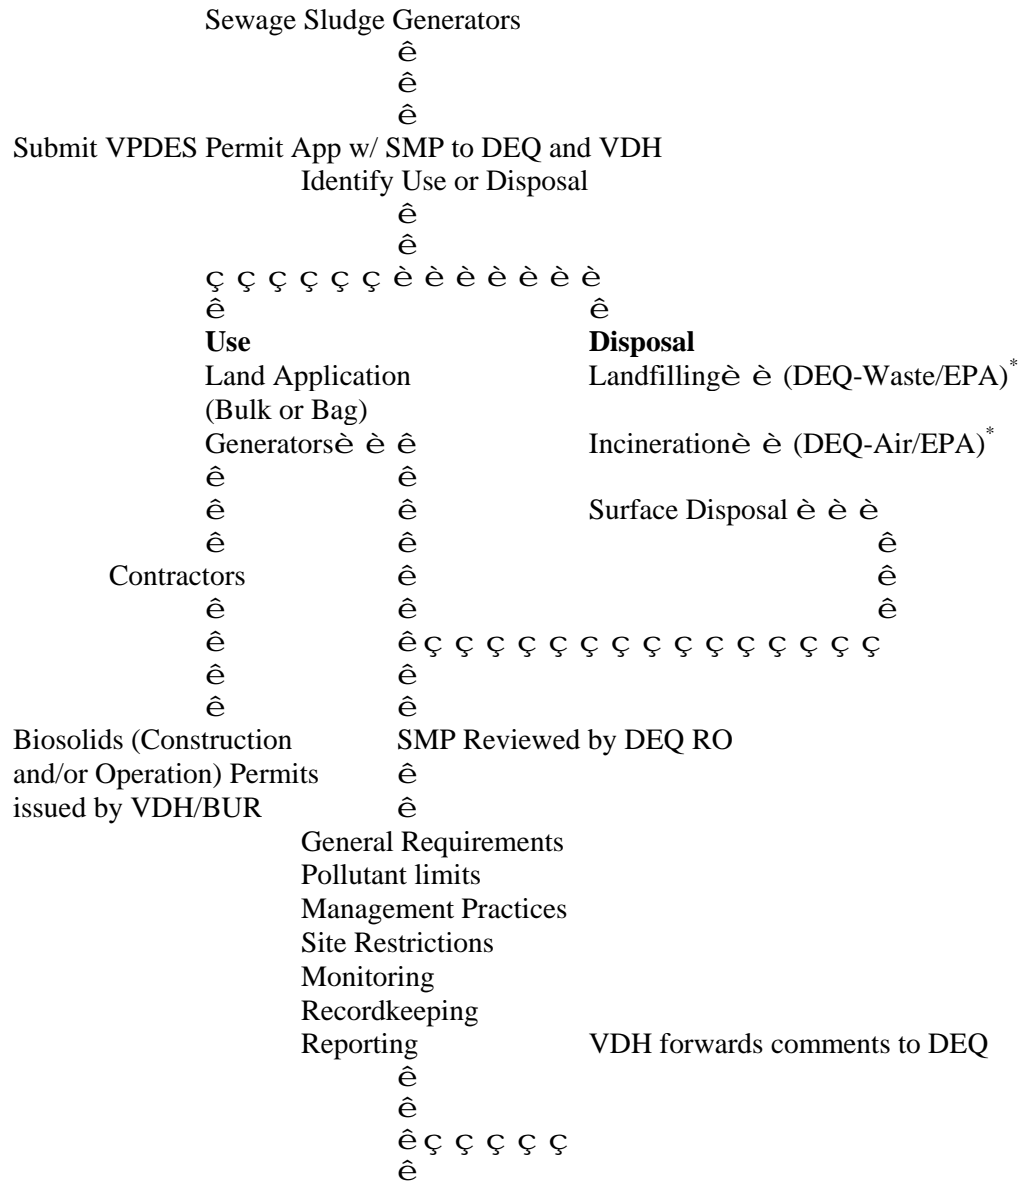 Sewage Sludge Generators
ê
ê
ê
Submit VPDES Permit App w/ SMP to DEQ and VDH
Identify Use or Disposal
ê
ê
ç ç ç ç ç ç è è è è è è è
ê ê
Use Disposal
Land Application Landfillingè è (DEQ-Waste/EPA)*
(Bulk or Bag)
Generatorsè è ê Incinerationè è (DEQ-Air/EPA)*
ê ê
ê ê Surface Disposal è è è
ê ê ê
Contractors ê ê
ê ê ê
ê ê ç ç ç ç ç ç ç ç ç ç ç ç ç ç ç
ê ê
ê ê
Biosolids (Construction SMP Reviewed by DEQ RO
and/or Operation) Permits ê
issued by VDH/BUR ê
General Requirements
Pollutant limits
Management Practices
Site Restrictions
Monitoring
Recordkeeping
Reporting VDH forwards comments to DEQ
ê
ê
ê ç ç ç ç ç
ê